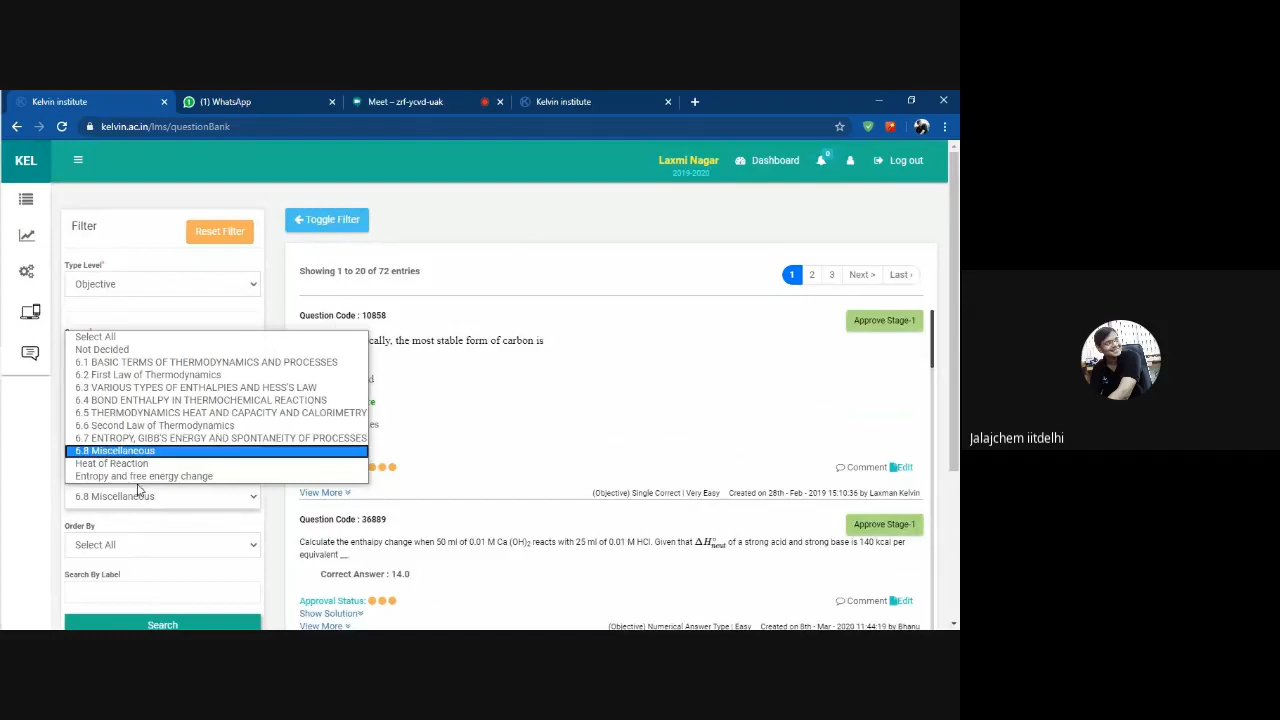 Kelvin institute
(1) WhatsApp
Meet – zrf-ycvd-uak
Kelvin institute
kelvin.ac.in/lms/questionBank
KEL
Laxmi Nagar
2019-2020
0
Dashboard
Log out
Filter
Reset Filter
Toggle Filter
Type Level*
Objective
Showing 1 to 20 of 72 entries
1 2 3 Next > Last ›
Question Code : 10858
Approve Stage-1
cally, the most stable form of carbon is
Select All
Not Decided
6.1 BASIC TERMS OF THERMODYNAMICS AND PROCESSES
6.2 First Law of Thermodynamics
6.3 VARIOUS TYPES OF ENTHALPIES AND HESS'S LAW
6.4 BOND ENTHALPY IN THERMOCHEMICAL REACTIONS
6.5 THERMODYNAMICS HEAT AND CAPACITY AND CALORIMETRY
6.6 Second Law of Thermodynamics
6.7 ENTROPY, GIBB'S ENERGY AND SPONTANEITY OF PROCESSES
6.8 Miscellaneous
Heat of Reaction
Entropy and free energy change
6.8 Miscellaneous
Comment Edit
View More
(Objective) Single Correct | Very Easy Created on 28th - Feb - 2019 15:10:36 by Laxman Kelvin
Question Code : 36889
Approve Stage-1
Calculate the enthalpy change when 50 ml of 0.01 M Ca (OH)₂ reacts with 25 ml of 0.01 M HCl. Given that ΔH°neut of a strong acid and strong base is 140 kcal per
equivalent __.
Correct Answer : 14.0
Approval Status:
Comment Edit
Show Solution
View More
(Objective) Numerical Answer Type | Easy Created on 8th - Mar - 2020 11:44:19 by Bhanu
Order By
Select All
Search By Label
Search
Jalajchem iitdelhi